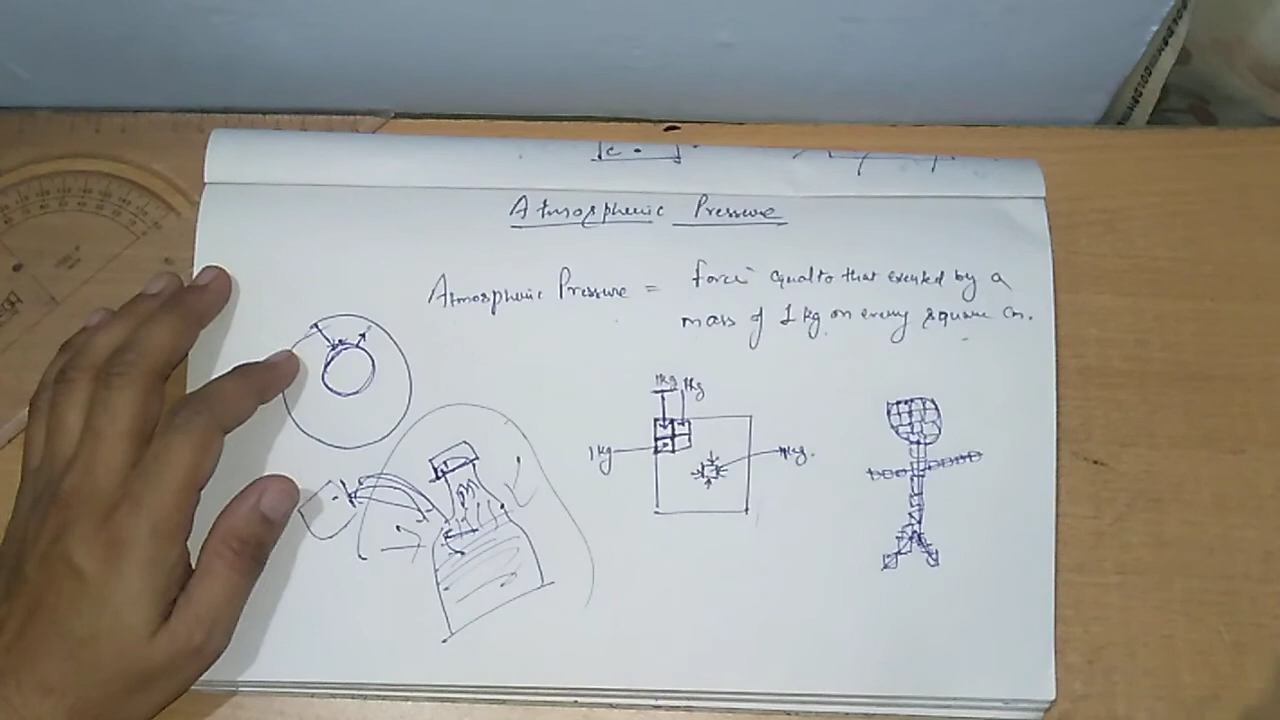 Atmospheric Pressure
Atmospheric Pressure = force equal to that exerted by a
mass of 1 kg on every square cm.
1kg 1kg
1kg
1kg.